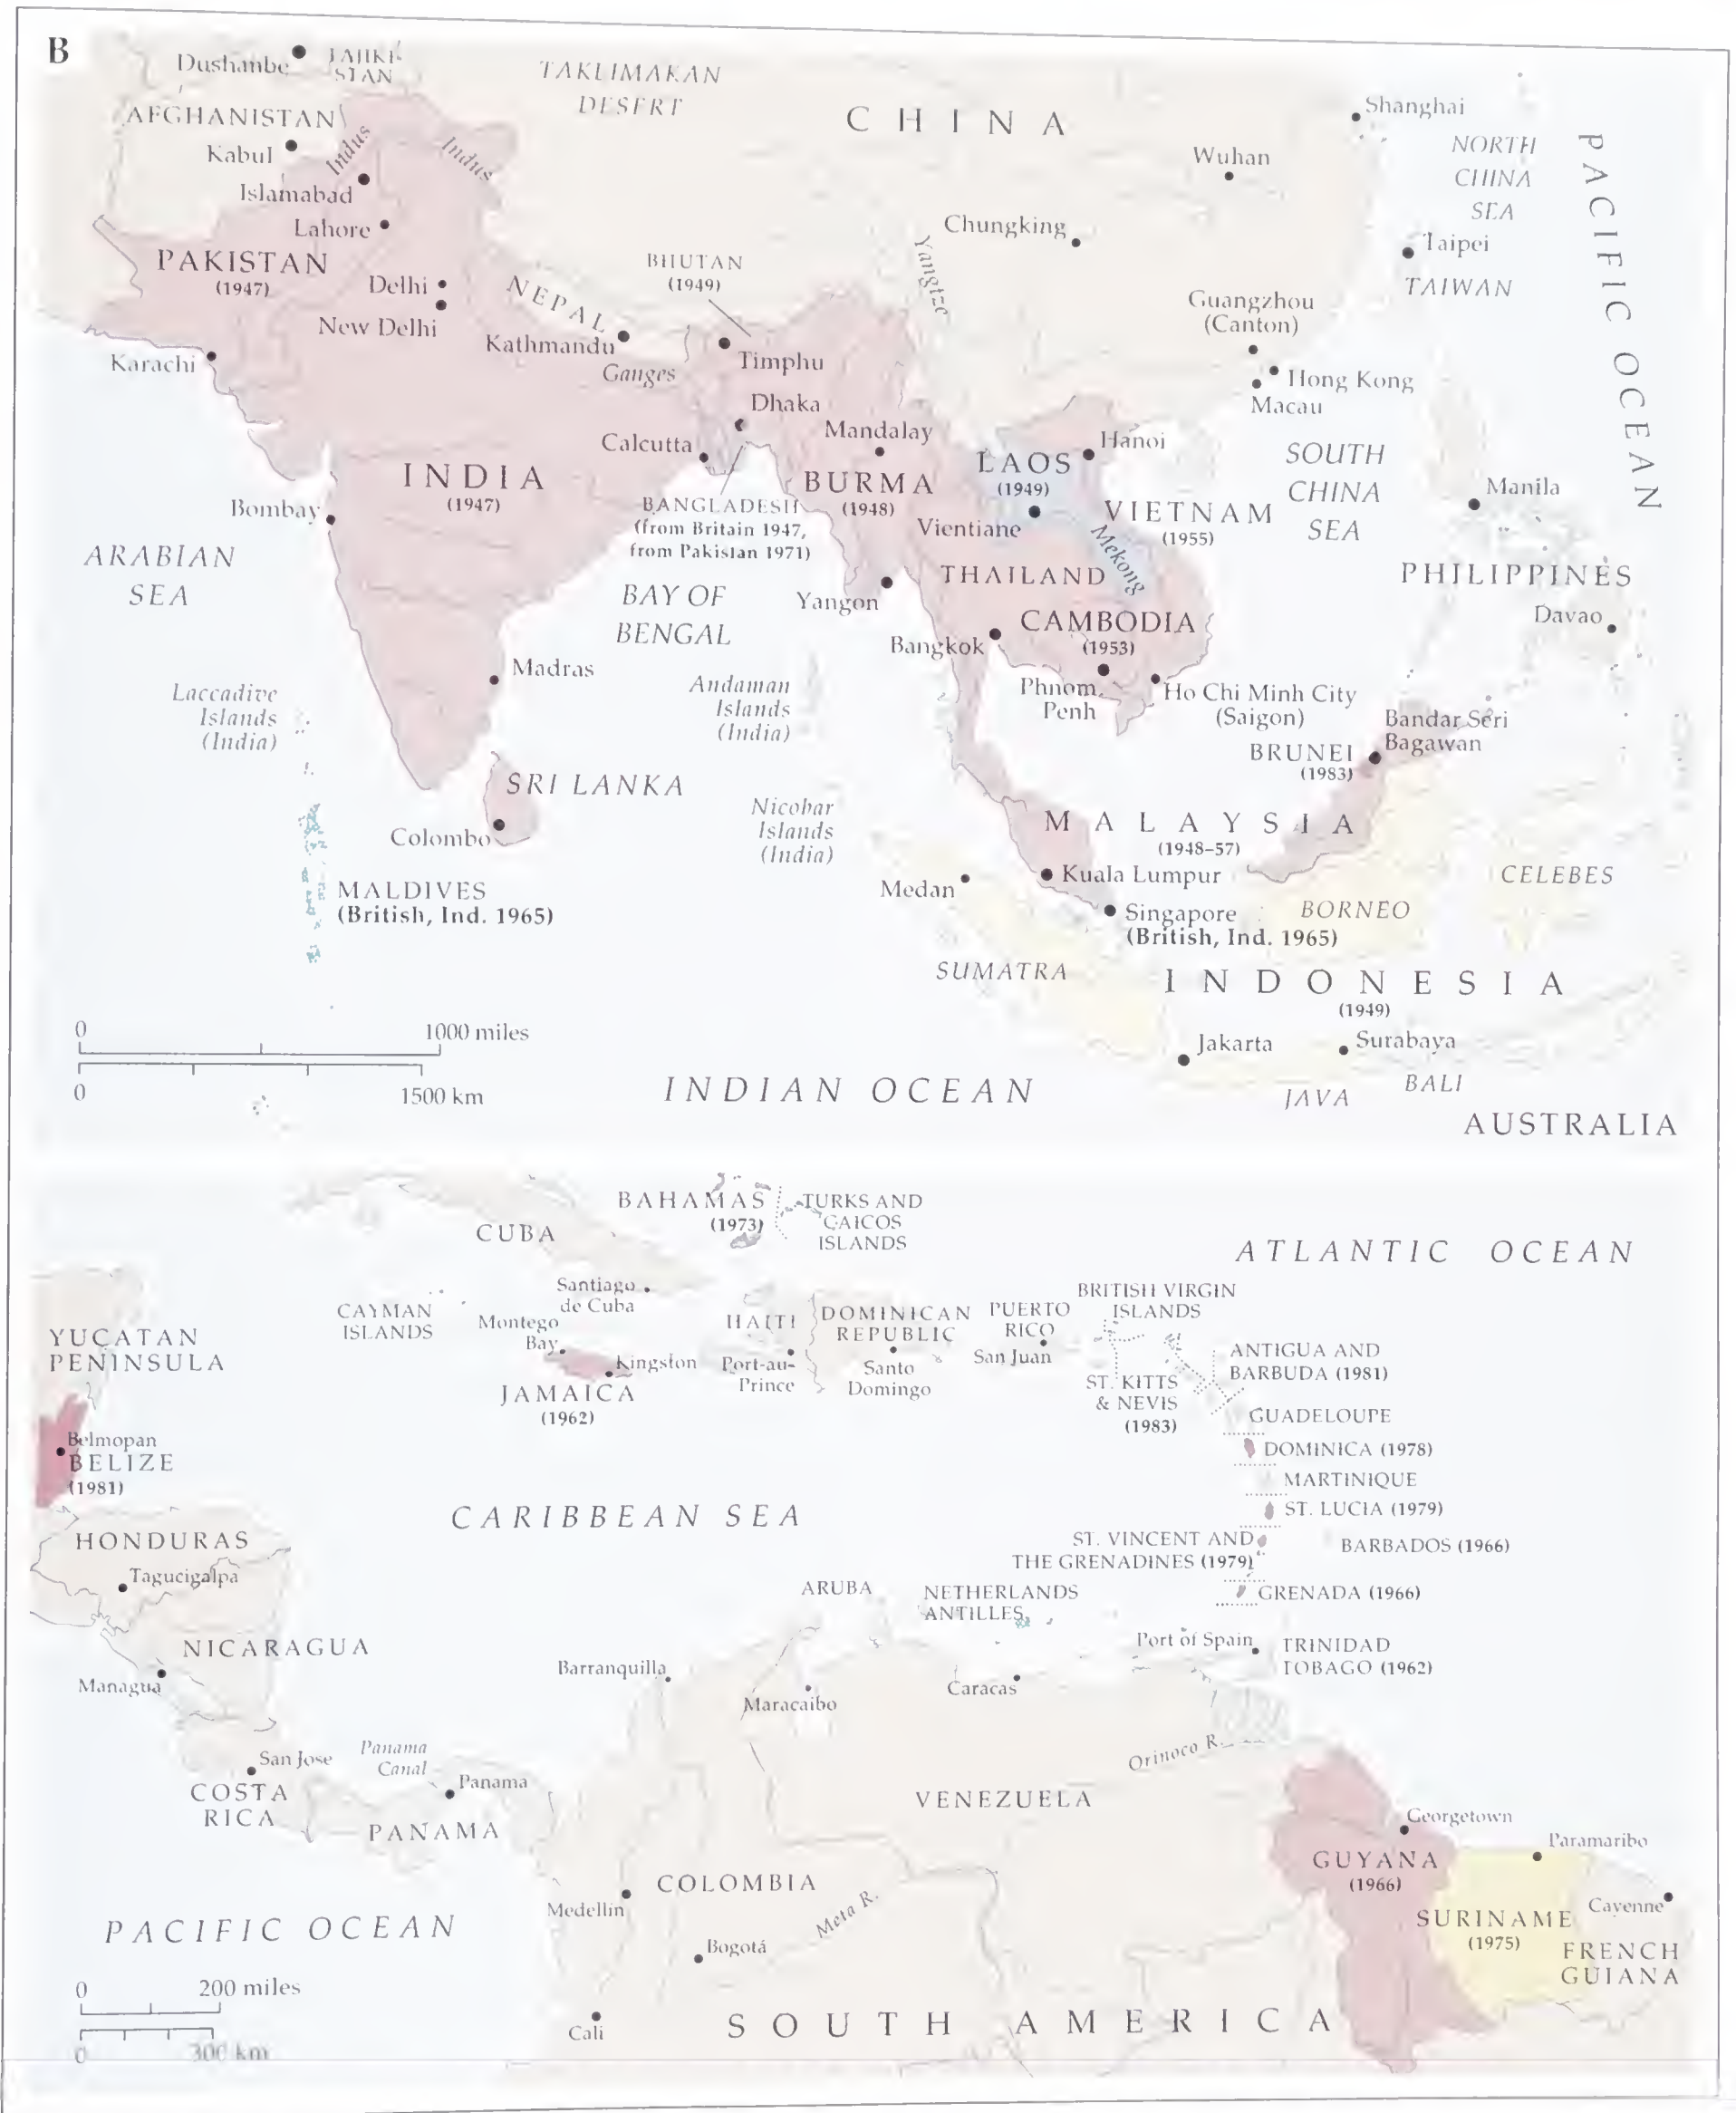 B
Dushanbe
TAJIKI-
STAN
TAKLIMAKAN
DESERT
CHINA
Shanghai
AFGHANISTAN
Kabul
Indus
Indus
Islamabad
Lahore
Wuhan
NORTH
CHINA
SEA
PACIFIC OCEAN
Chungking
Yangtze
Taipei
TAIWAN
PAKISTAN
(1947)
Delhi
New Delhi
NEPAL
Kathmandu
BHUTAN
(1949)
Timphu
Guangzhou
(Canton)
Karachi
Ganges
Hong Kong
Macau
Dhaka
Calcutta
Mandalay
Hanoi
INDIA
(1947)
BURMA
(1948)
LAOS
(1949)
SOUTH
CHINA
SEA
Manila
Bombay
BANGLADESH
(from Britain 1947,
from Pakistan 1971)
Vientiane
VIETNAM
(1955)
Mekong
ARABIAN
SEA
THAILAND
PHILIPPINES
BAY OF
BENGAL
Yangon
CAMBODIA
(1953)
Davao
Bangkok
Madras
Phnom
Penh
Ho Chi Minh City
(Saigon)
Laccadive
Islands
(India)
Andaman
Islands
(India)
Bandar Seri
Bagawan
BRUNEI
(1983)
SRI LANKA
Colombo
Nicobar
Islands
(India)
MALAYSIA
(1948-57)
Kuala Lumpur
CELEBES
MALDIVES
(British, Ind. 1965)
Medan
Singapore
(British, Ind. 1965)
BORNEO
SUMATRA
INDONESIA
(1949)
0 1000 miles
0 1500 km
Jakarta
Surabaya
INDIAN OCEAN
JAVA
BALI
AUSTRALIA
BAHAMAS
(1973)
TURKS AND
CAICOS
ISLANDS
CUBA
ATLANTIC OCEAN
Santiago
de Cuba
CAYMAN
ISLANDS
Montego
Bay
HAITI
DOMINICAN
REPUBLIC
PUERTO
RICO
BRITISH VIRGIN
ISLANDS
YUCATAN
PENINSULA
Kingston
JAMAICA
(1962)
Port-au-
Prince
Santo
Domingo
San Juan
ANTIGUA AND
BARBUDA (1981)
ST. KITTS
& NEVIS
(1983)
GUADELOUPE
Belmopan
BELIZE
(1981)
DOMINICA (1978)
MARTINIQUE
CARIBBEAN SEA
ST. LUCIA (1979)
HONDURAS
ST. VINCENT AND
THE GRENADINES (1979)
BARBADOS (1966)
Tagucigalpa
ARUBA
NETHERLANDS
ANTILLES
GRENADA (1966)
NICARAGUA
Port of Spain
TRINIDAD
TOBAGO (1962)
Managua
Barranquilla
Maracaibo
Caracas
San Jose
COSTA
RICA
Panama
Canal
Panama
PANAMA
Orinoco R.
VENEZUELA
Georgetown
GUYANA
(1966)
Paramaribo
COLOMBIA
Medellin
Meta R.
Cayenne
SURINAME
(1975)
PACIFIC OCEAN
Bogotá
FRENCH
GUIANA
0 200 miles
0 300 km
Cali
SOUTH AMERICA